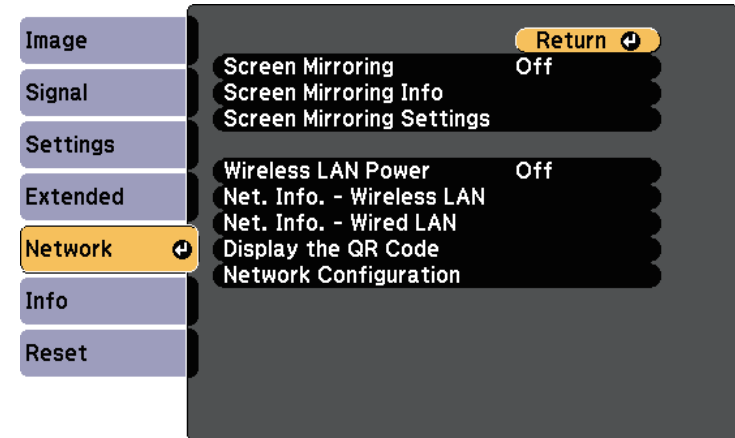 Image
Signal
Settings
Extended
Network
Info
Reset
Return
Screen Mirroring Off
Screen Mirroring Info
Screen Mirroring Settings
Wireless LAN Power Off
Net. Info. - Wireless LAN
Net. Info. - Wired LAN
Display the QR Code
Network Configuration